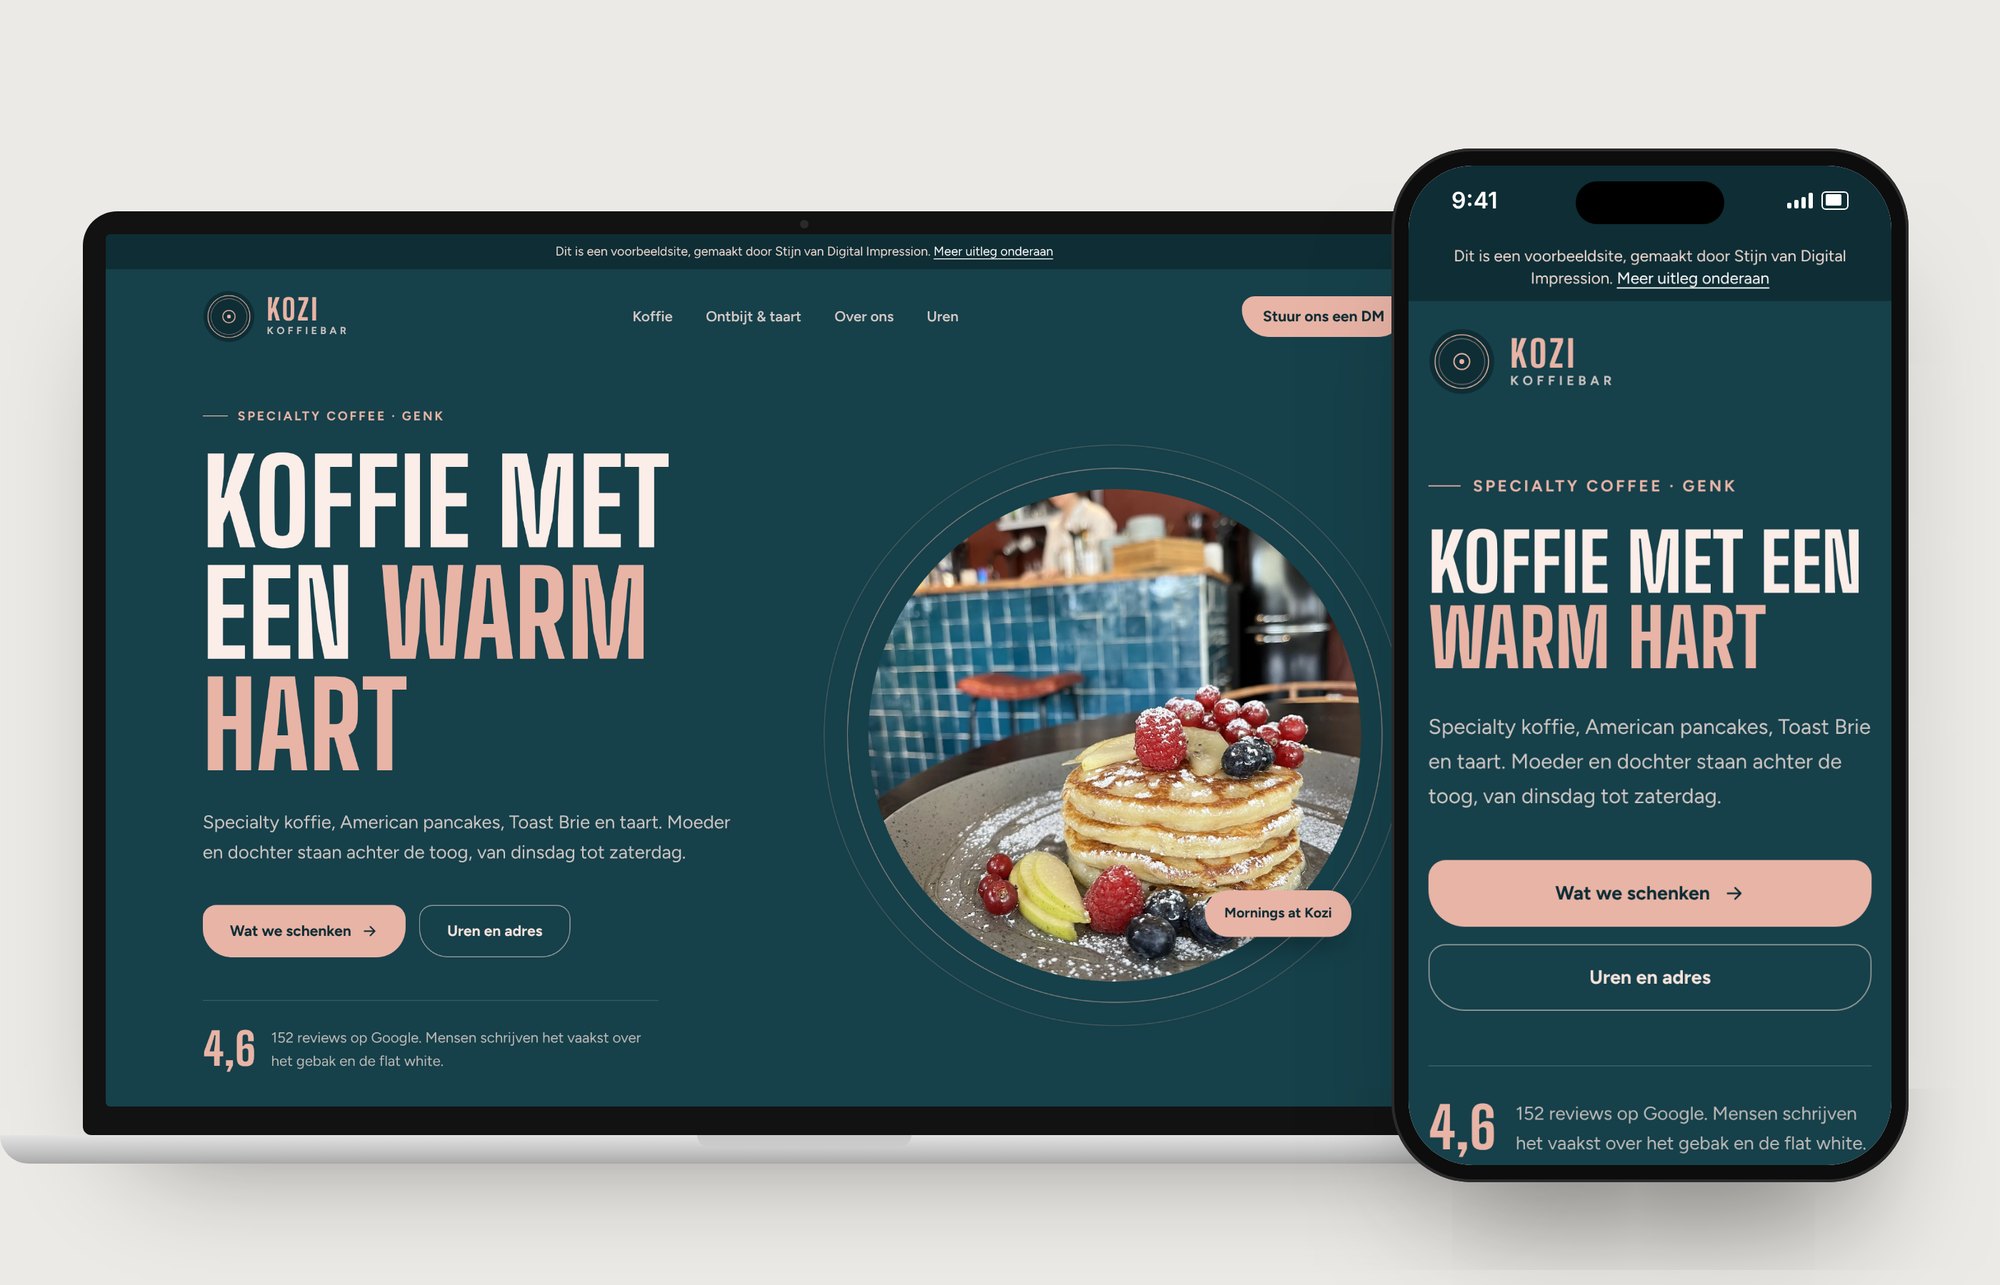 Dit is een voorbeeldsite, gemaakt door Stijn van Digital Impression. Meer uitleg onderaan
KOZI
KOFFIEBAR
Koffie
Ontbijt & taart
Over ons
Uren
Stuur ons een DM
SPECIALTY COFFEE · GENK
KOFFIE MET
EEN WARM
HART
Specialty koffie, American pancakes, Toast Brie en taart. Moeder
en dochter staan achter de toog, van dinsdag tot zaterdag.
Wat we schenken →
Uren en adres
4,6
152 reviews op Google. Mensen schrijven het vaakst over
het gebak en de flat white.
Mornings at Kozi
9:41
Dit is een voorbeeldsite, gemaakt door Stijn van Digital
Impression. Meer uitleg onderaan
KOZI
KOFFIEBAR
SPECIALTY COFFEE · GENK
KOFFIE MET EEN
WARM HART
Specialty koffie, American pancakes, Toast Brie
en taart. Moeder en dochter staan achter de
toog, van dinsdag tot zaterdag.
Wat we schenken →
Uren en adres
4,6
152 reviews op Google. Mensen schrijven
het vaakst over het gebak en de flat white.